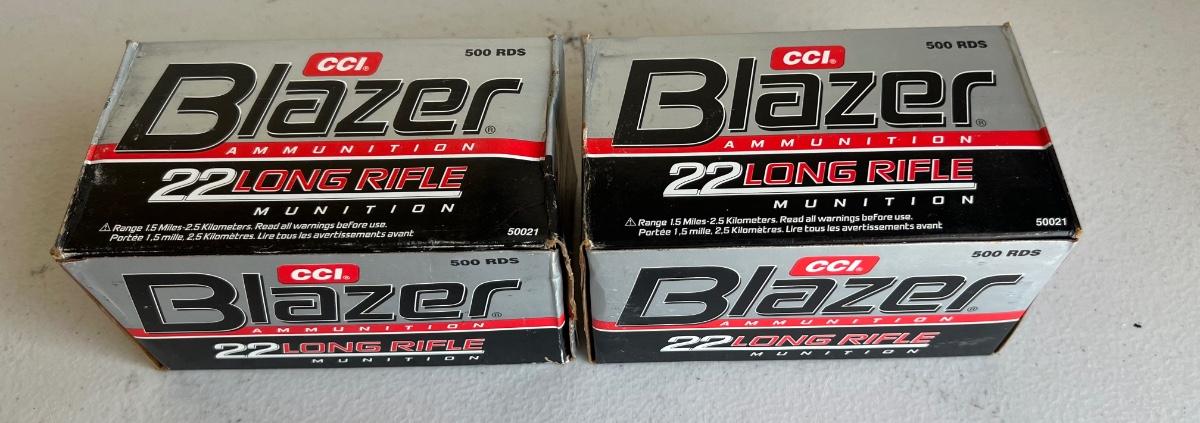 CCI® 500 RDS
Blazer®
AMMUNITION
22 LONG RIFLE
MUNITION
⚠ Range 1.5 Miles-2.5 Kilometers. Read all warnings before use.
Portée 1,5 mille, 2,5 Kilomètres. Lire tous les avertissements avant
50021
CCI® 500 RDS
Blazer®
AMMUNITION
22 LONG RIFLE
MUNITION
CCI® 500 RDS
Blazer®
AMMUNITION
22 LONG RIFLE
MUNITION
⚠ Range 1.5 Miles-2.5 Kilometers. Read all warnings before use.
Portée 1,5 mille, 2,5 Kilomètres. Lire tous les avertissements avant
50021
CCI® 500 RDS
Blazer®
AMMUNITION
22 LONG RIFLE
MUNITION